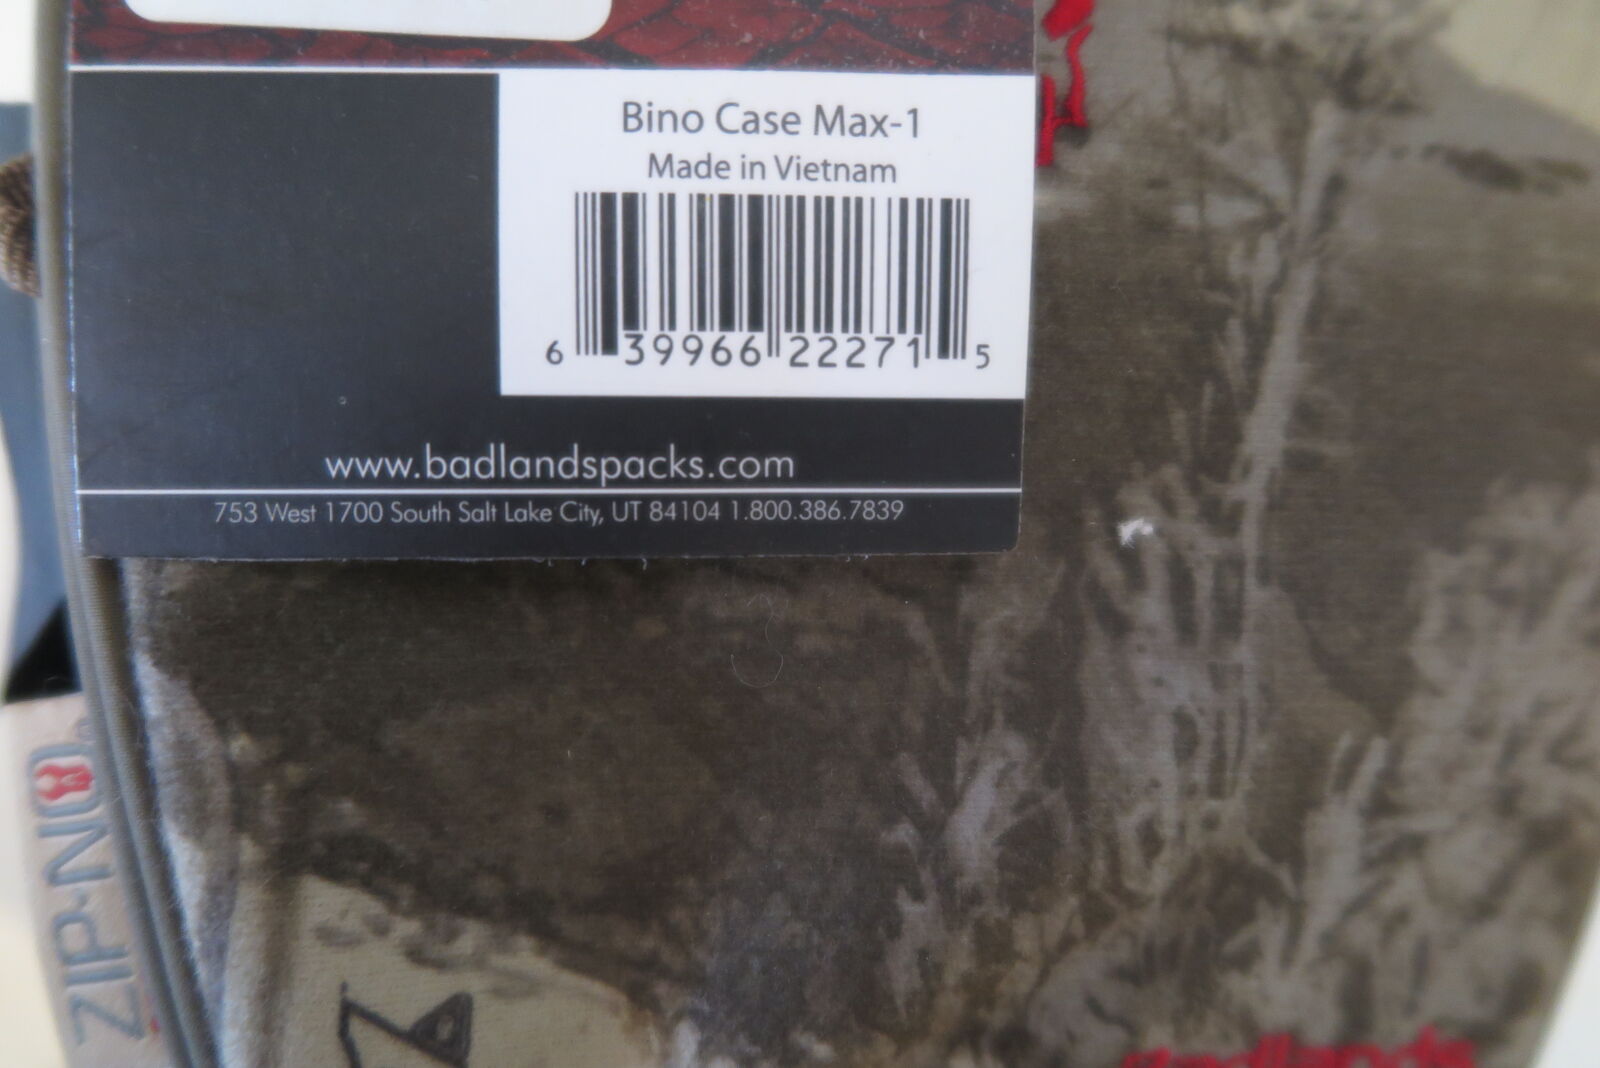 Bino Case Max-1
Made in Vietnam
6 39966 22271 5
www.badlandspacks.com
753 West 1700 South Salt Lake City, UT 84104 1.800.386.7839
ZIP-NO
badlands